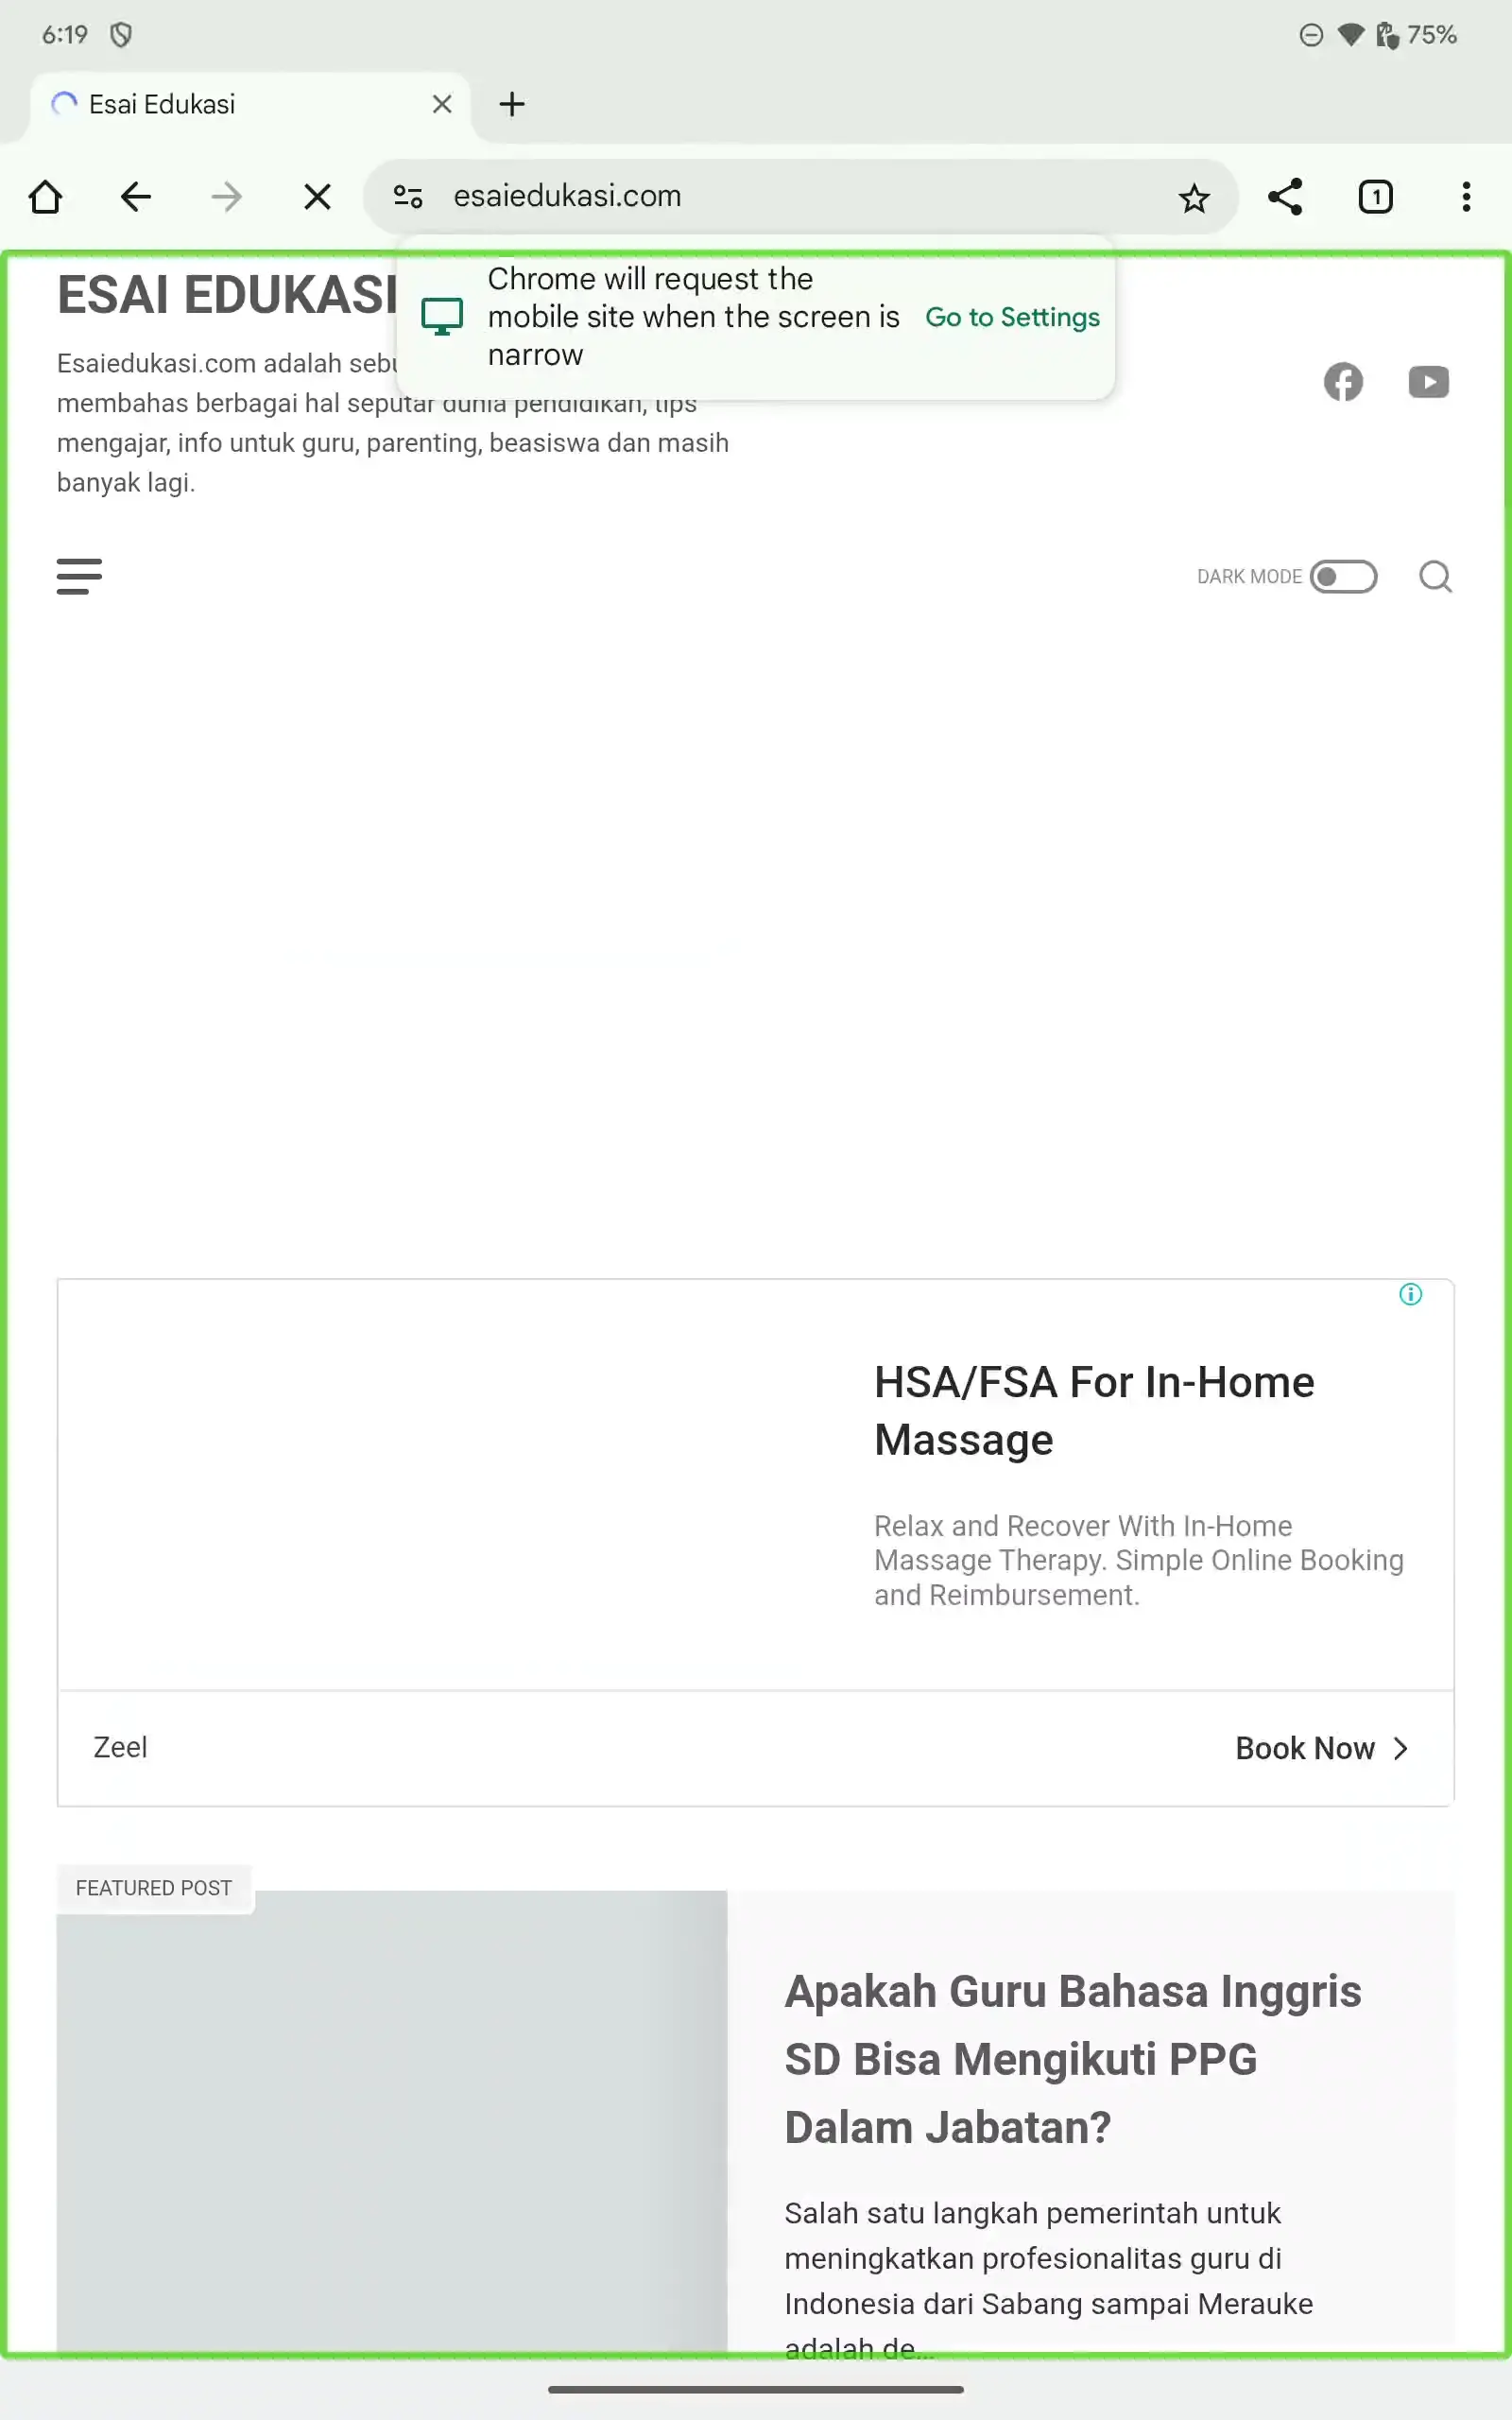 6:19
75%
Esai Edukasi
esaiedukasi.com
1
Chrome will request the
mobile site when the screen is
narrow
Go to Settings
ESAI EDUKASI
Esaiedukasi.com adalah
membahas berbagai hal seputar dunia pendidikan, tips
mengajar, info untuk guru, parenting, beasiswa dan masih
banyak lagi.
DARK MODE
HSA/FSA For In-Home
Massage
Relax and Recover With In-Home
Massage Therapy. Simple Online Booking
and Reimbursement.
Zeel
Book Now
FEATURED POST
Apakah Guru Bahasa Inggris
SD Bisa Mengikuti PPG
Dalam Jabatan?
Salah satu langkah pemerintah untuk
meningkatkan profesionalitas guru di
Indonesia dari Sabang sampai Merauke
adalah de...